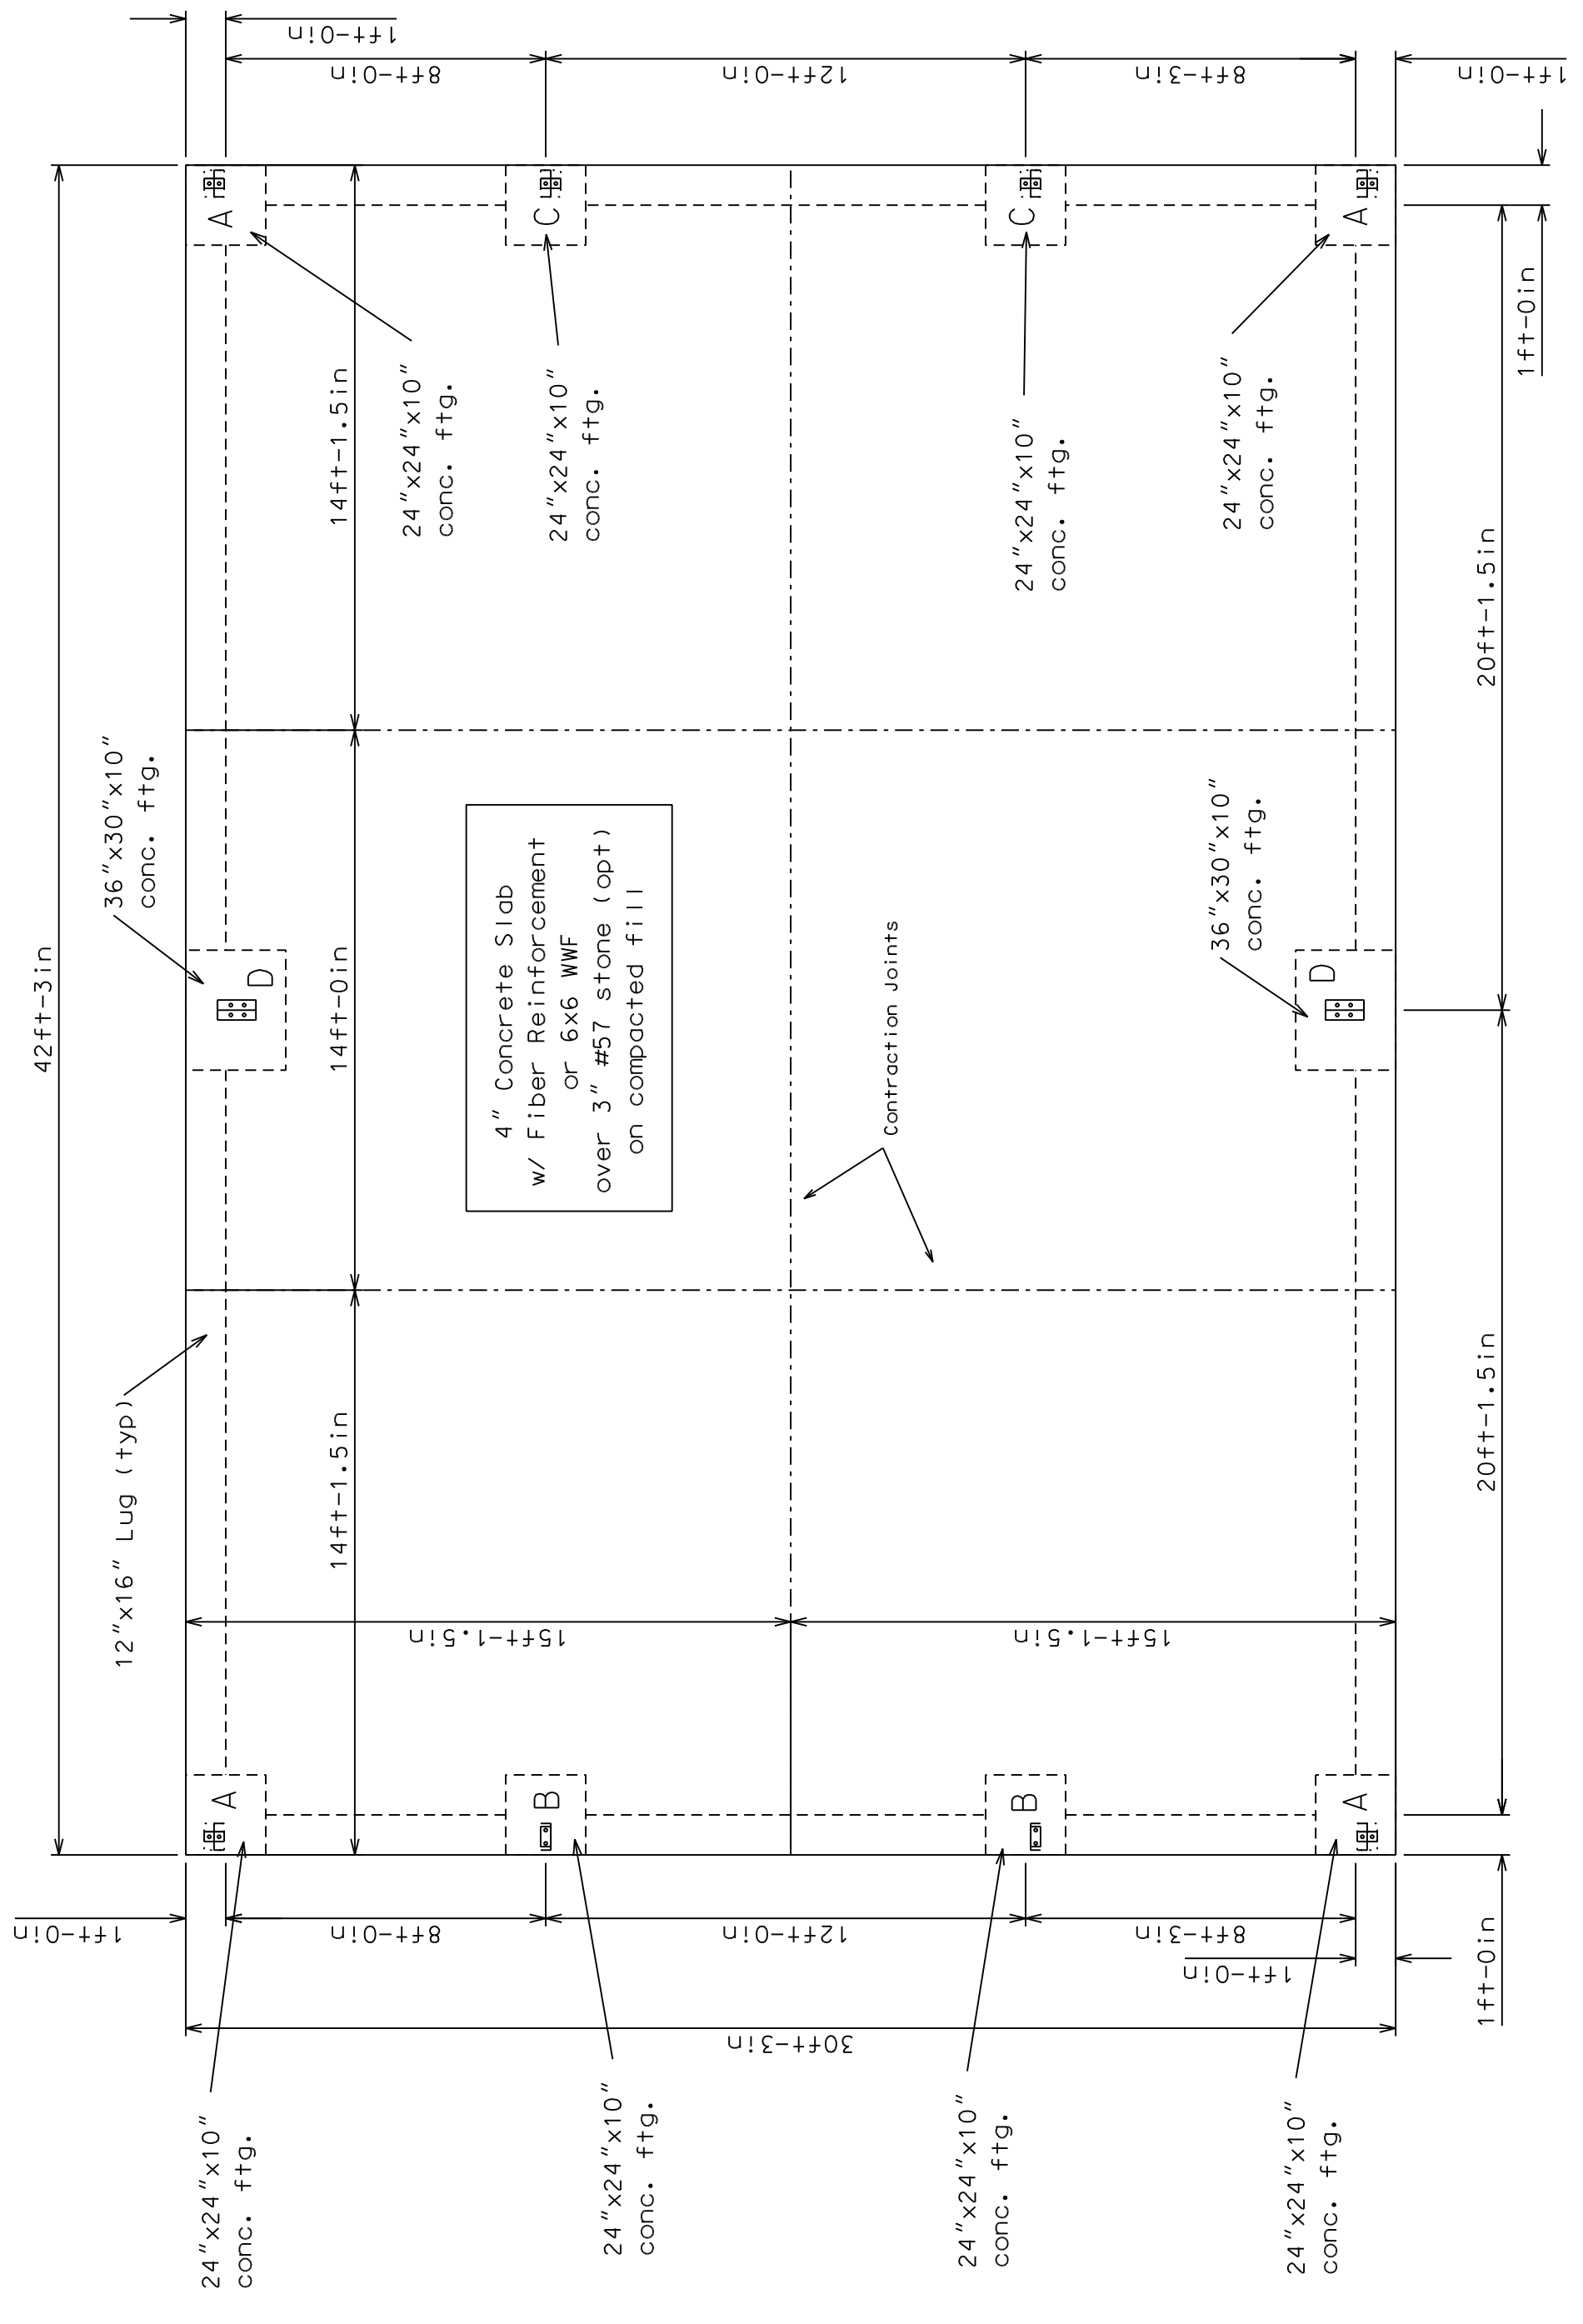 42ft-3in
36"x30"x10"
conc. ftg.
12"x16" Lug (typ)
1ft-0in
8ft-0in
12ft-0in
8ft-3in
1ft-0in
A
C
C
A
24"x24"x10"
conc. ftg.
24"x24"x10"
conc. ftg.
24"x24"x10"
conc. ftg.
24"x24"x10"
conc. ftg.
14ft-1.5in
14ft-0in
14ft-1.5in
D
4" Concrete Slab
w/ Fiber Reinforcement
or 6x6 WWF
over 3" #57 stone (opt)
on compacted fill
Contraction Joints
36"x30"x10"
conc. ftg.
D
15ft-1.5in
15ft-1.5in
A
B
B
A
1ft-0in
20ft-1.5in
20ft-1.5in
1ft-0in
1ft-0in
8ft-0in
12ft-0in
8ft-3in
1ft-0in
30ft-3in
24"x24"x10"
conc. ftg.
24"x24"x10"
conc. ftg.
24"x24"x10"
conc. ftg.
24"x24"x10"
conc. ftg.